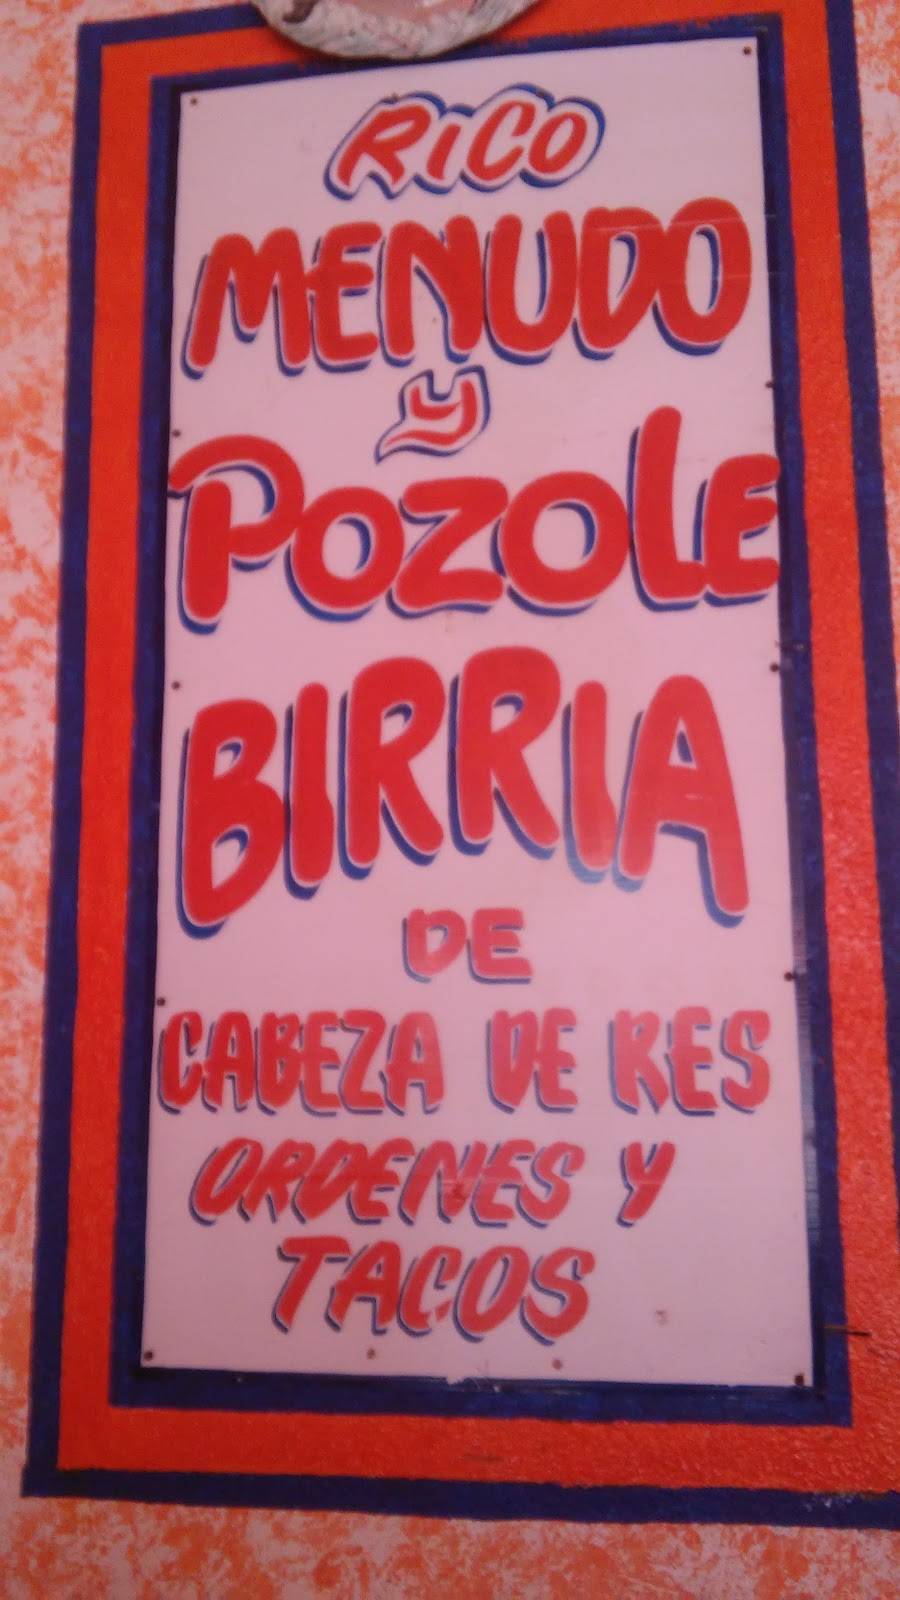 RiCO
MENUDO
y
POZOLE
BIRRIA
DE
CABEZA DE RES
ORDENES Y
TACOS